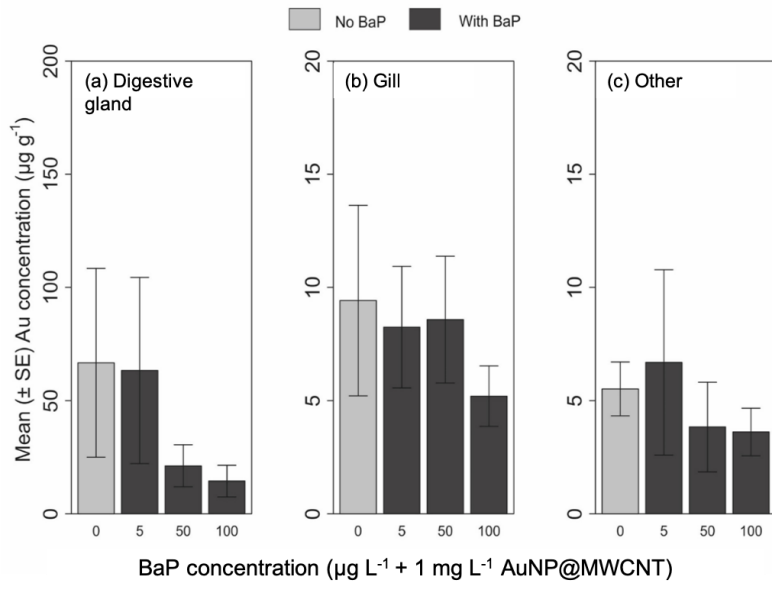 No BaP
With BaP
Mean (± SE) Au concentration (µg g⁻¹)
(a) Digestive
gland
200
150
100
50
0
0 5 50 100
(b) Gill
20
15
10
5
0
0 5 50 100
(c) Other
20
15
10
5
0
0 5 50 100
BaP concentration (µg L⁻¹ + 1 mg L⁻¹ AuNP@MWCNT)